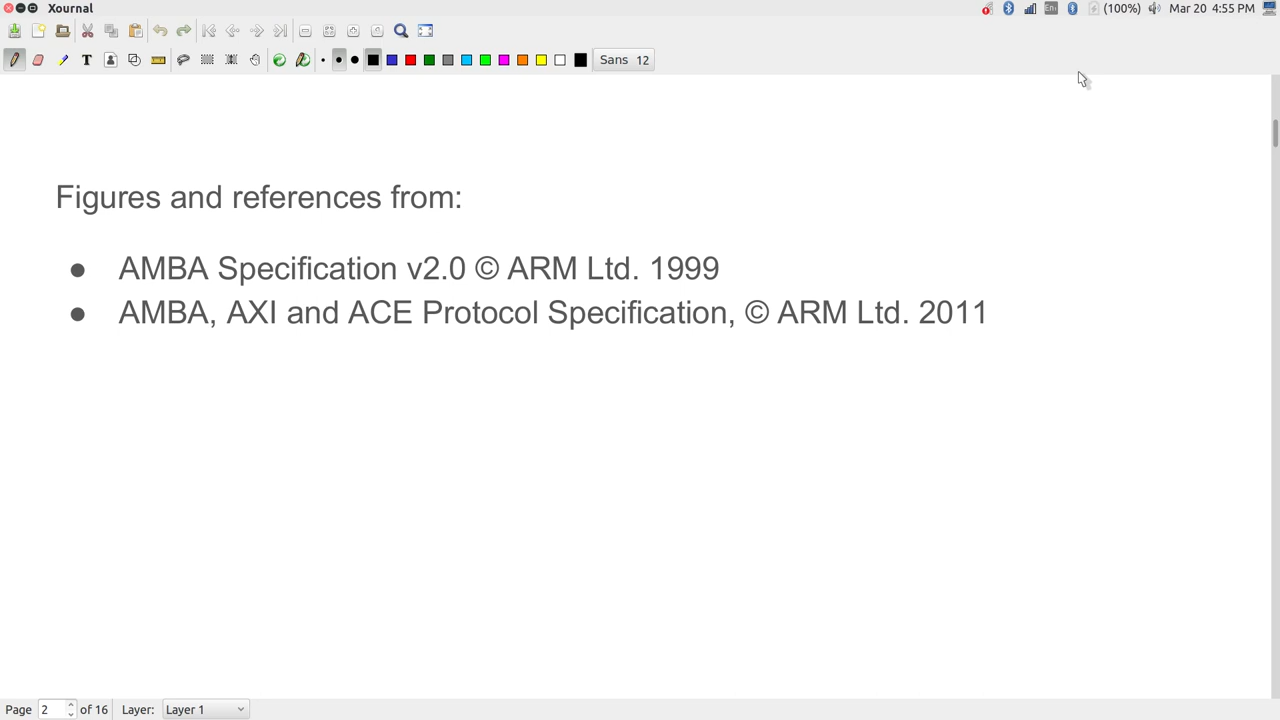 Xournal
(100%) Mar 20 4:55 PM
Sans 12
Figures and references from:
● AMBA Specification v2.0 © ARM Ltd. 1999
● AMBA, AXI and ACE Protocol Specification, © ARM Ltd. 2011
Page 2 of 16 Layer: Layer 1